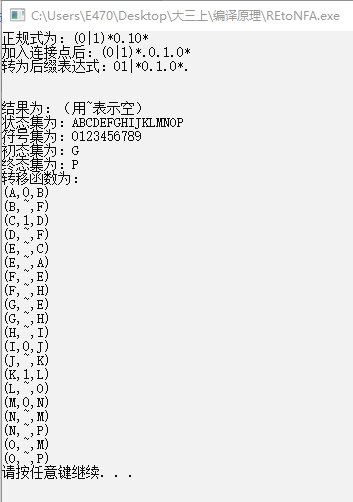 C:\Users\E470\Desktop\大三上\编译原理\REtoNFA.exe
正规式为：(0|1)*0.10*
加入连接点后：(0|1)*.0.1.0*
转为后缀表达式：01|*0.1.0*.
结果为：（用~表示空）
状态集为：ABCDEFGHIJKLMNOP
符号集为：0123456789
初态集为：G
终态集为：P
转移函数为：
(A,0,B)
(B,~,F)
(C,1,D)
(D,~,F)
(E,~,C)
(E,~,A)
(F,~,E)
(F,~,H)
(G,~,E)
(G,~,H)
(H,~,I)
(I,0,J)
(J,~,K)
(K,1,L)
(L,~,O)
(M,0,N)
(N,~,M)
(N,~,P)
(O,~,M)
(O,~,P)
请按任意键继续. . .